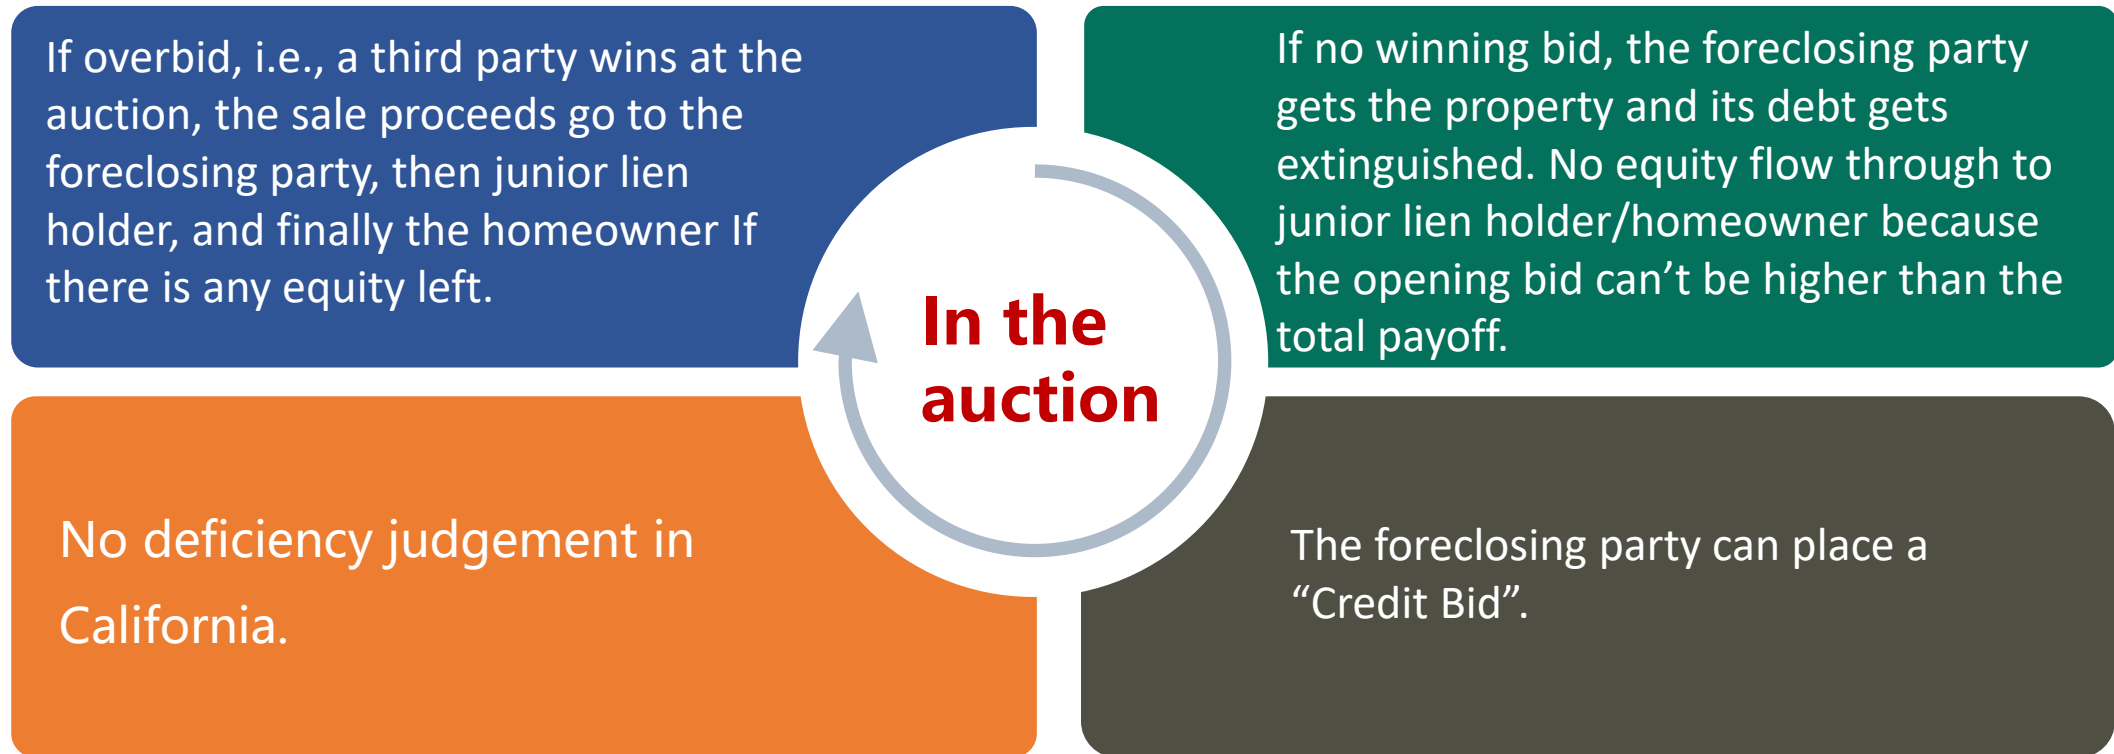 If overbid, i.e., a third party wins at the
auction, the sale proceeds go to the
foreclosing party, then junior lien
holder, and finally the homeowner If
there is any equity left.
If no winning bid, the foreclosing party
gets the property and its debt gets
extinguished. No equity flow through to
junior lien holder/homeowner because
the opening bid can’t be higher than the
total payoff.
In the
auction
No deficiency judgement in
California.
The foreclosing party can place a
“Credit Bid”.